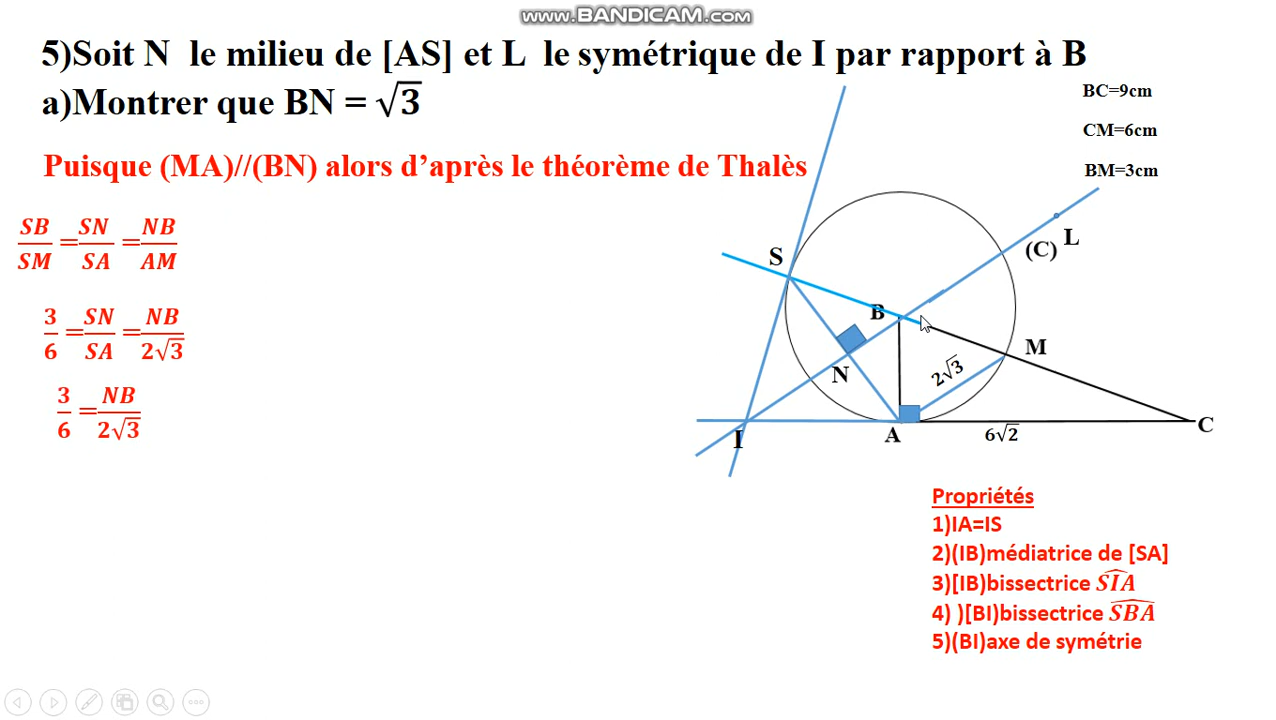 www.BANDICAM.com
5)Soit N le milieu de [AS] et L le symétrique de I par rapport à B
a)Montrer que BN = √3
BC=9cm
CM=6cm
BM=3cm
Puisque (MA)//(BN) alors d’après le théorème de Thalès
SB/SM = SN/SA = NB/AM
3/6 = SN/SA = NB/2√3
3/6 = NB/2√3
S
(C)
L
B
M
N
2√3
I
A
6√2
C
Propriétés
1)IA=IS
2)(IB)médiatrice de [SA]
3)[IB)bissectrice \widehat{SIA}
4) )[BI)bissectrice \widehat{SBA}
5)(BI)axe de symétrie